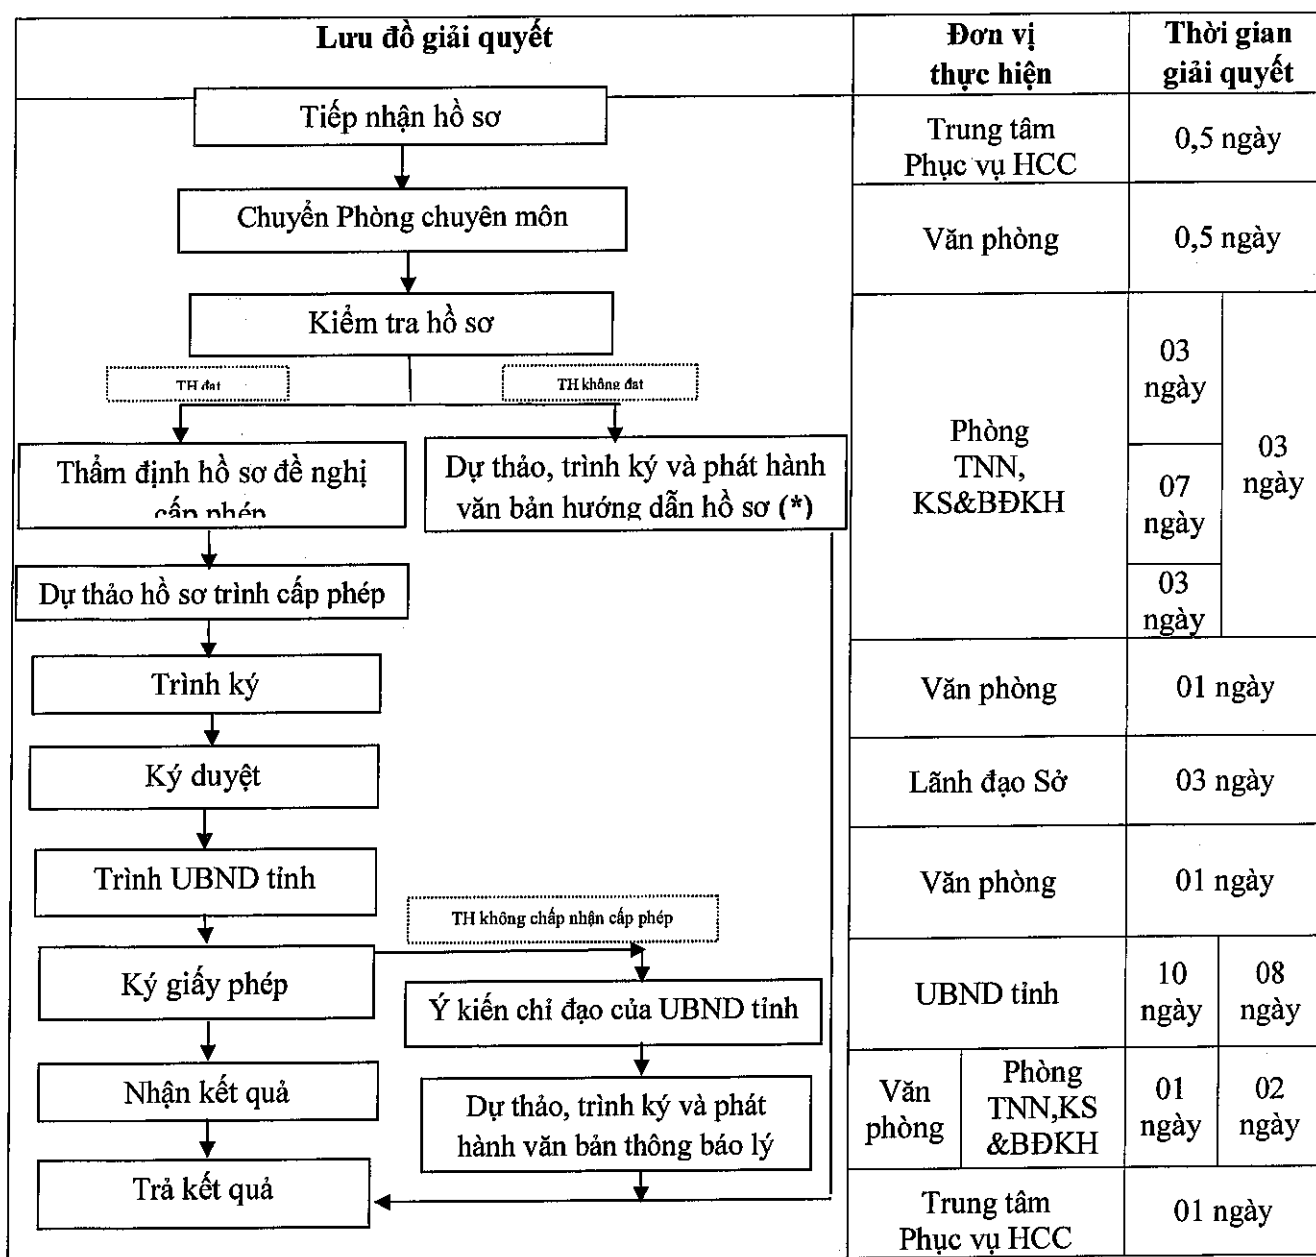 Lưu đồ giải quyết
Đơn vị
thực hiện
Thời gian
giải quyết
Tiếp nhận hồ sơ
Trung tâm
Phục vụ HCC
0,5 ngày
Chuyển Phòng chuyên môn
Văn phòng
0,5 ngày
Kiểm tra hồ sơ
TH đạt
TH không đạt
Thẩm định hồ sơ đề nghị
cấp phép
Dự thảo, trình ký và phát hành
văn bản hướng dẫn hồ sơ (*)
Dự thảo hồ sơ trình cấp phép
Phòng
TNN,
KS&BĐKH
03
ngày
07
ngày
03
ngày
03
ngày
Trình ký
Văn phòng
01 ngày
Ký duyệt
Lãnh đạo Sở
03 ngày
Trình UBND tỉnh
Văn phòng
01 ngày
TH không chấp nhận cấp phép
Ký giấy phép
Ý kiến chỉ đạo của UBND tỉnh
UBND tỉnh
10
ngày
08
ngày
Nhận kết quả
Dự thảo, trình ký và phát
hành văn bản thông báo lý
Văn
phòng
Phòng
TNN,KS
&BĐKH
01
ngày
02
ngày
Trả kết quả
Trung tâm
Phục vụ HCC
01 ngày